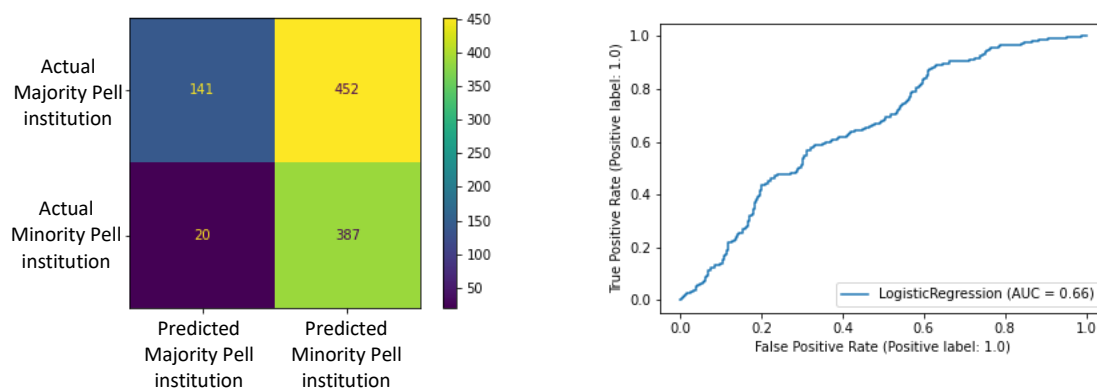 Actual
Majority Pell
institution
Actual
Minority Pell
institution
141
452
20
387
Predicted
Majority Pell
institution
Predicted
Minority Pell
institution
450
400
350
300
250
200
150
100
50
True Positive Rate (Positive label: 1.0)
1.0
0.8
0.6
0.4
0.2
0.0
LogisticRegression (AUC = 0.66)
0.0
0.2
0.4
0.6
0.8
1.0
False Positive Rate (Positive label: 1.0)